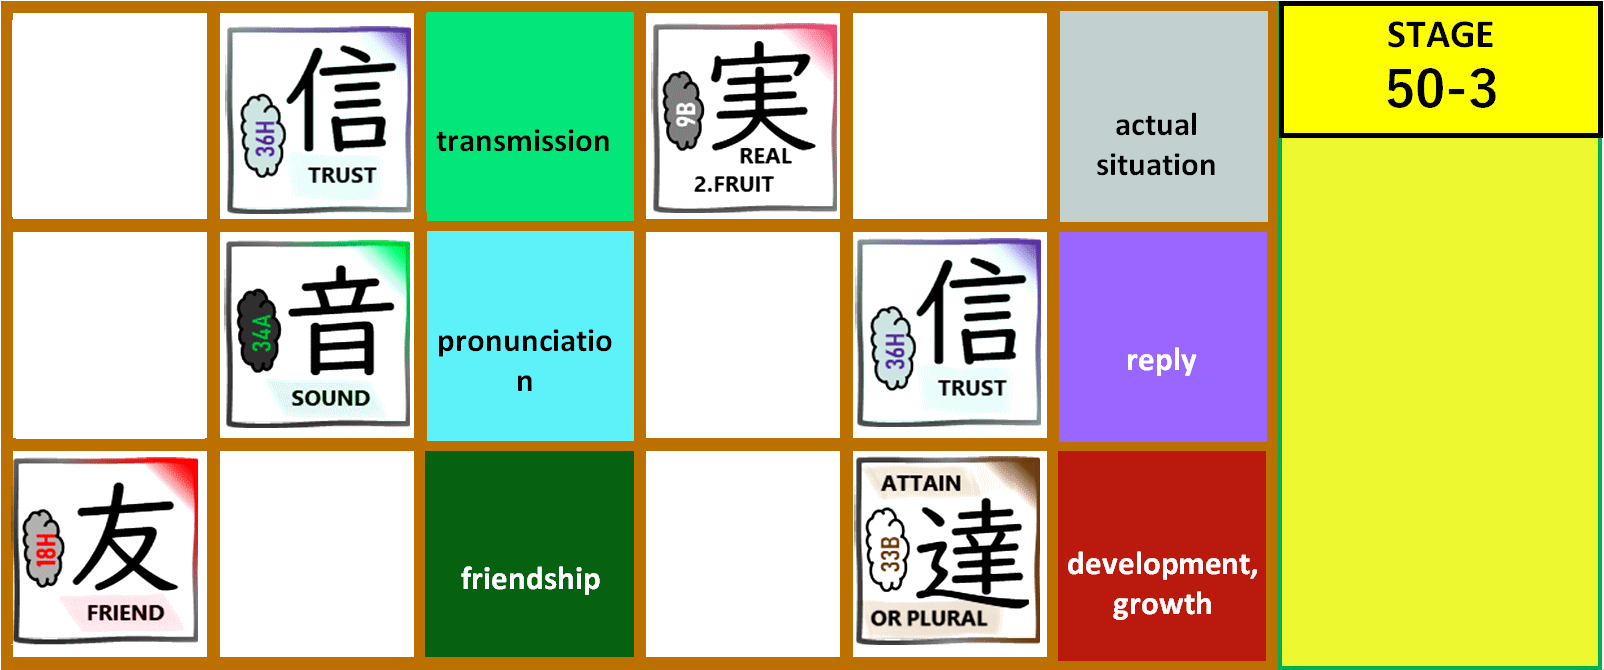 信
36H
TRUST
transmission
実
9B
REAL
2.FRUIT
actual
situation
STAGE
50-3
音
34A
SOUND
pronunciatio
n
信
36H
TRUST
reply
友
18H
FRIEND
friendship
ATTAIN
達
33B
OR PLURAL
development,
growth